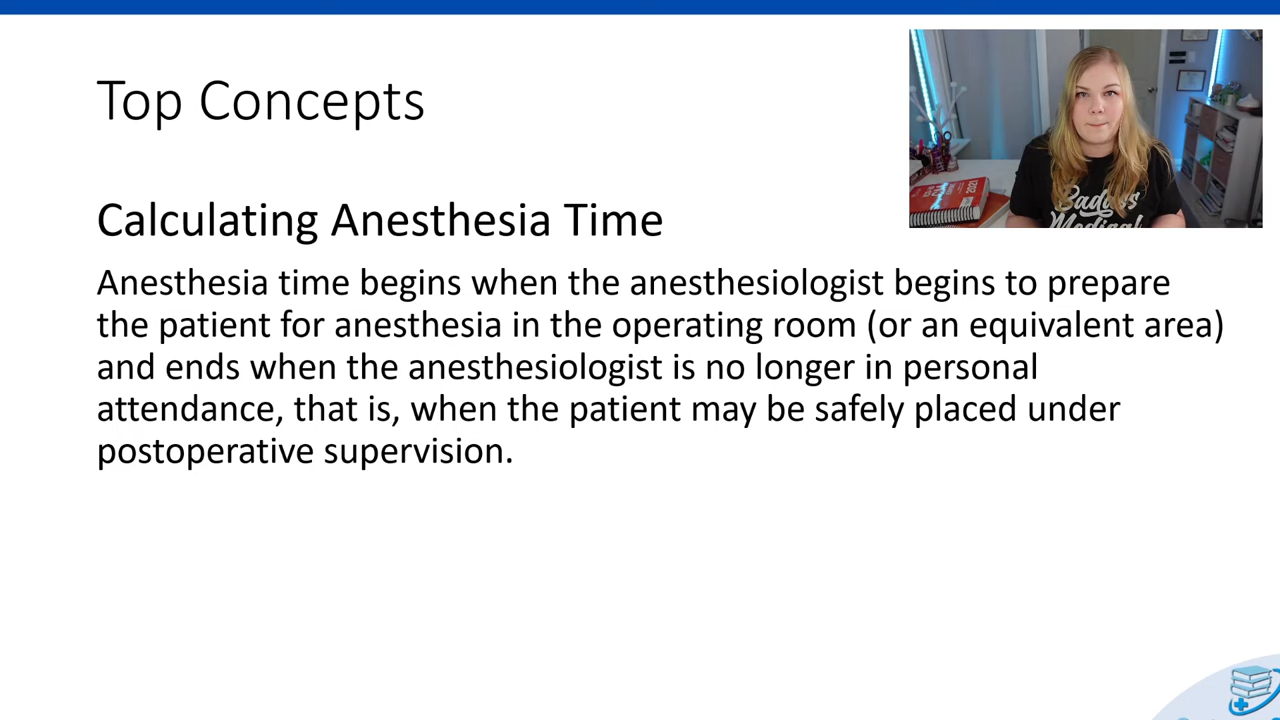 Top Concepts
Calculating Anesthesia Time
Anesthesia time begins when the anesthesiologist begins to prepare
the patient for anesthesia in the operating room (or an equivalent area)
and ends when the anesthesiologist is no longer in personal
attendance, that is, when the patient may be safely placed under
postoperative supervision.
Badass
Medical